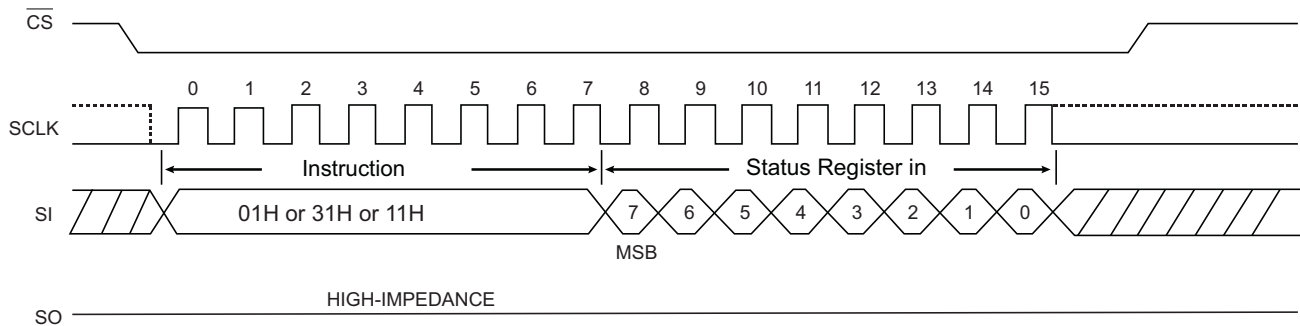 CS
0 1 2 3 4 5 6 7 8 9 10 11 12 13 14 15
SCLK
Instruction Status Register in
SI 01H or 31H or 11H 7 6 5 4 3 2 1 0
MSB
HIGH-IMPEDANCE
SO